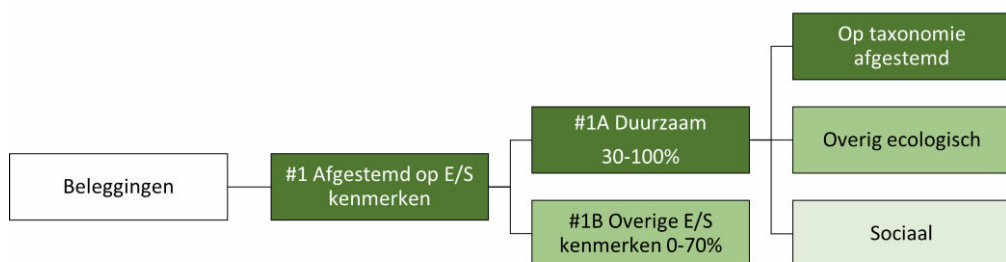 Beleggingen
#1 Afgestemd op E/S
kenmerken
#1A Duurzaam
30-100%
#1B Overige E/S
kenmerken 0-70%
Op taxonomie
afgestemd
Overig ecologisch
Sociaal